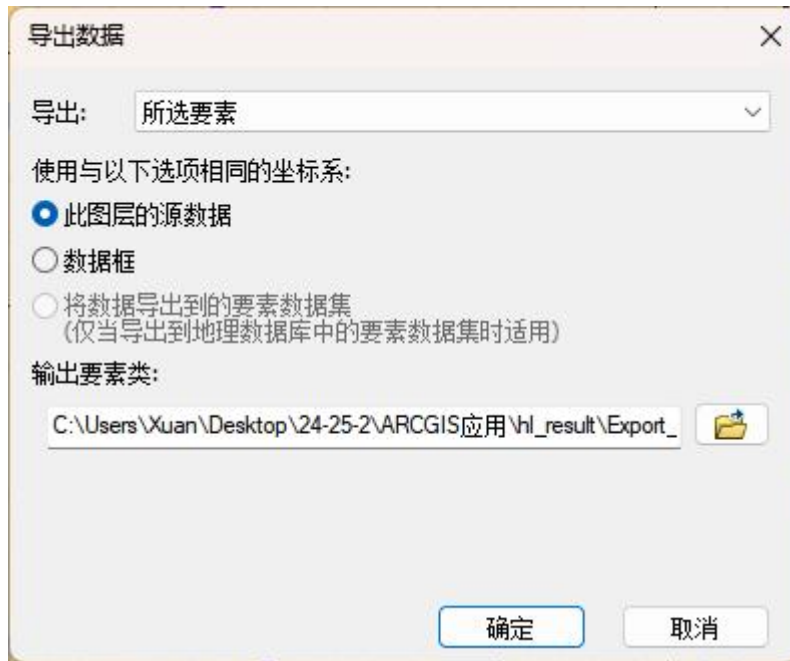 导出数据
导出: 所选要素
使用与以下选项相同的坐标系:
此图层的源数据
数据框
将数据导出到的要素数据集
(仅当导出到地理数据库中的要素数据集时适用)
输出要素类:
C:\Users\Xuan\Desktop\24-25-2\ARCGIS应用\hl_result\Export_
确定 取消